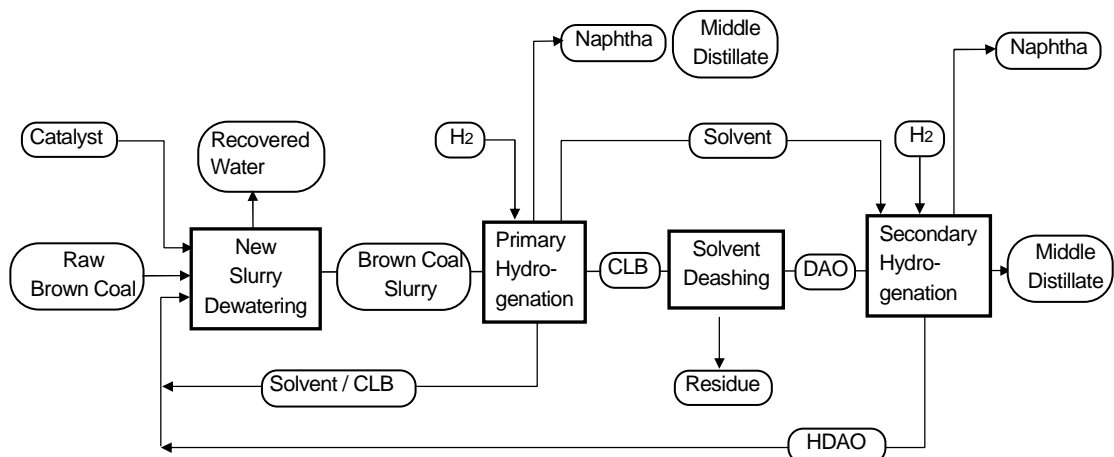 Naphtha
Middle
Distillate
Naphtha
Catalyst
Recovered
Water
H2
Solvent
H2
Raw
Brown Coal
New
Slurry
Dewatering
Brown Coal
Slurry
Primary
Hydro-
genation
CLB
Solvent
Deashing
DAO
Secondary
Hydro-
genation
Middle
Distillate
Solvent / CLB
Residue
HDAO